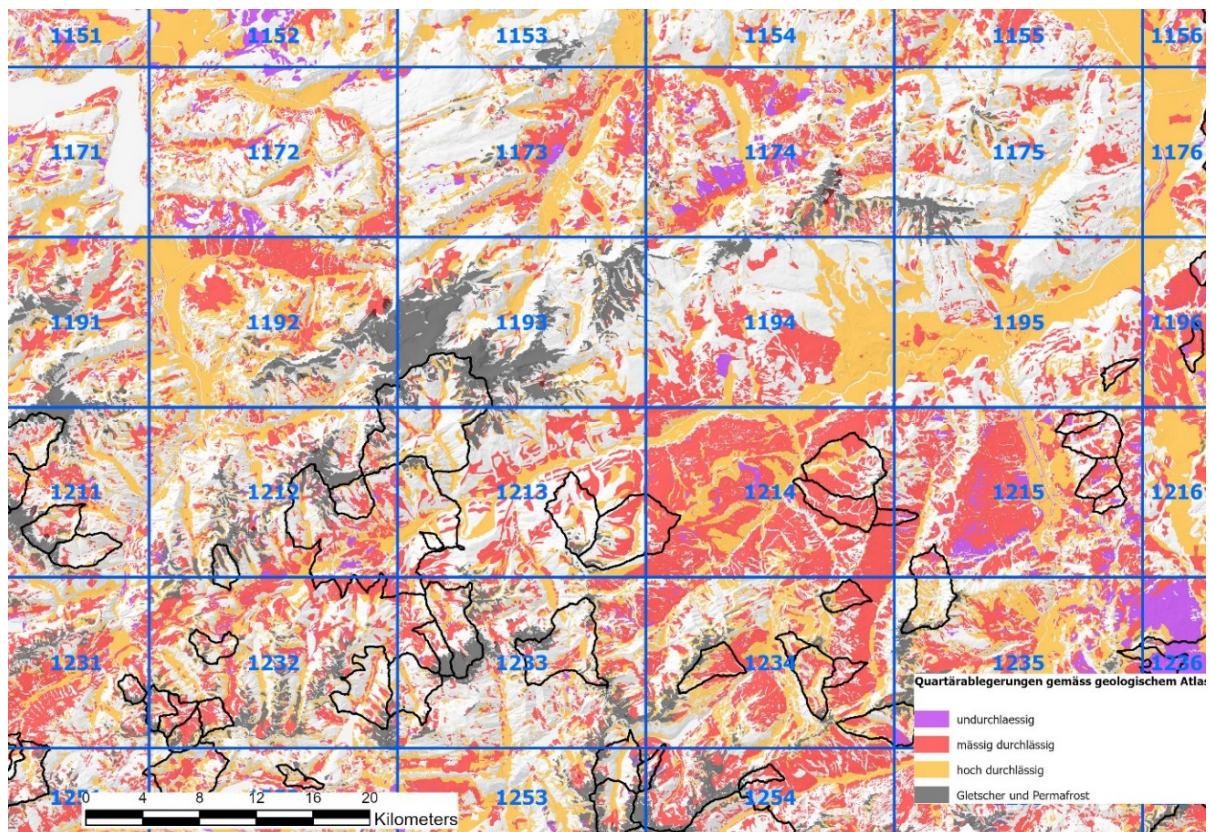 1151 1152 1153 1154 1155 1156
1171 1172 1173 1174 1175 1176
1191 1192 1193 1194 1195 1196
1211 1212 1213 1214 1215 1216
1231 1232 1233 1234 1235 1236
Quartärablegerungen gemäss geologischem Atlas
undurchlaessig
mässig durchlässig
hoch durchlässig
Gletscher und Permafrost
1253 1254
0 4 8 12 16 20
Kilometers